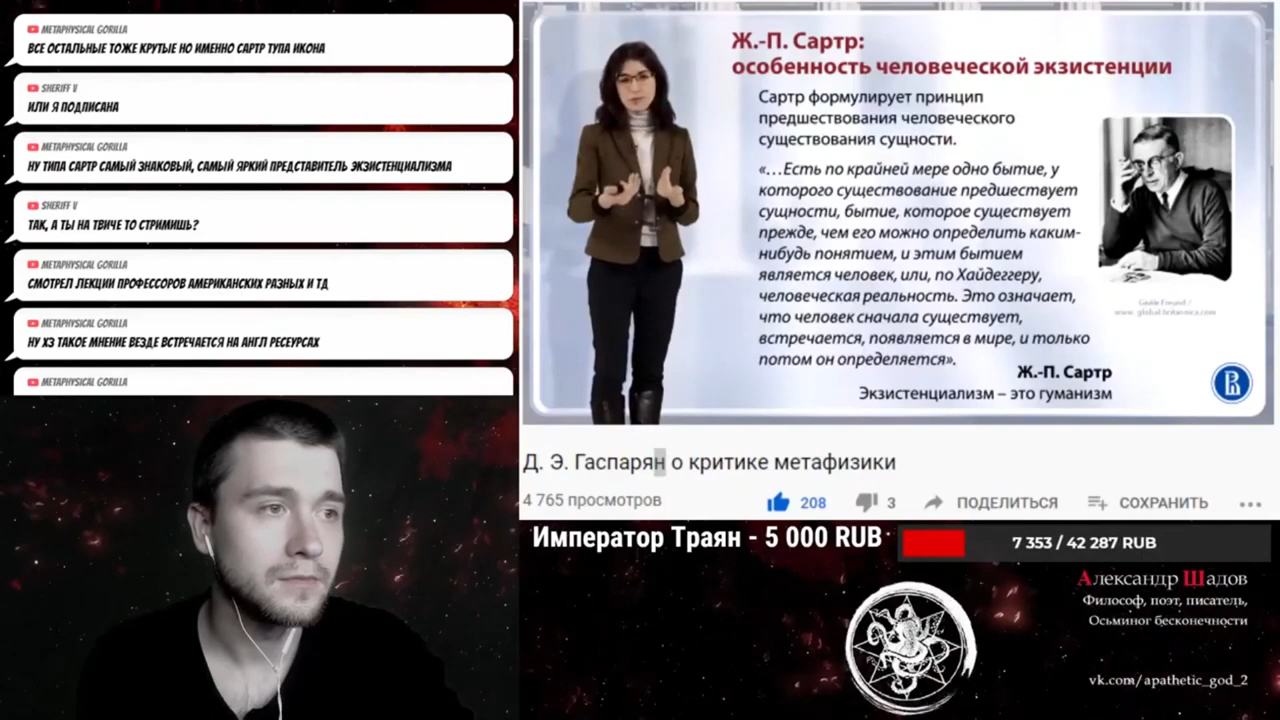 METAPHYSICAL GORILLA
ВСЕ ОСТАЛЬНЫЕ ТОЖЕ КРУТЫЕ НО ИМЕННО САРТР ТУПА ИКОНА
SHERIFF V
ИЛИ Я ПОДПИСАНА
METAPHYSICAL GORILLA
НУ ТИПА САРТР САМЫЙ ЗНАКОВЫЙ, САМЫЙ ЯРКИЙ ПРЕДСТАВИТЕЛЬ ЭКЗИСТЕНЦИАЛИЗМА
SHERIFF V
ТАК, А ТЫ НА ТВИЧЕ ТО СТРИМИШЬ?
METAPHYSICAL GORILLA
СМОТРЕЛ ЛЕКЦИИ ПРОФЕССОРОВ АМЕРИКАНСКИХ РАЗНЫХ И ТД
METAPHYSICAL GORILLA
НУ ХЗ ТАКОЕ МНЕНИЕ ВЕЗДЕ ВСТРЕЧАЕТСЯ НА АНГЛ РЕСЕУРСАХ
METAPHYSICAL GORILLA
Ж.-П. Сартр:
особенность человеческой экзистенции
Сартр формулирует принцип
предшествования человеческого
существования сущности.
«…Есть по крайней мере одно бытие, у
которого существование предшествует
сущности, бытие, которое существует
прежде, чем его можно определить каким-
нибудь понятием, и этим бытием
является человек, или, по Хайдеггеру,
человеческая реальность. Это означает,
что человек сначала существует,
встречается, появляется в мире, и только
потом он определяется».
Ж.-П. Сартр
Экзистенциализм – это гуманизм
Gisèle Freund /
www. global.britannica.com
Д. Э. Гаспарян о критике метафизики
4 765 просмотров
208
3
ПОДЕЛИТЬСЯ
СОХРАНИТЬ
Император Траян - 5 000 RUB
7 353 / 42 287 RUB
Александр Шадов
Философ, поэт, писатель,
Осьминог бесконечности
vk.com/apathetic_god_2